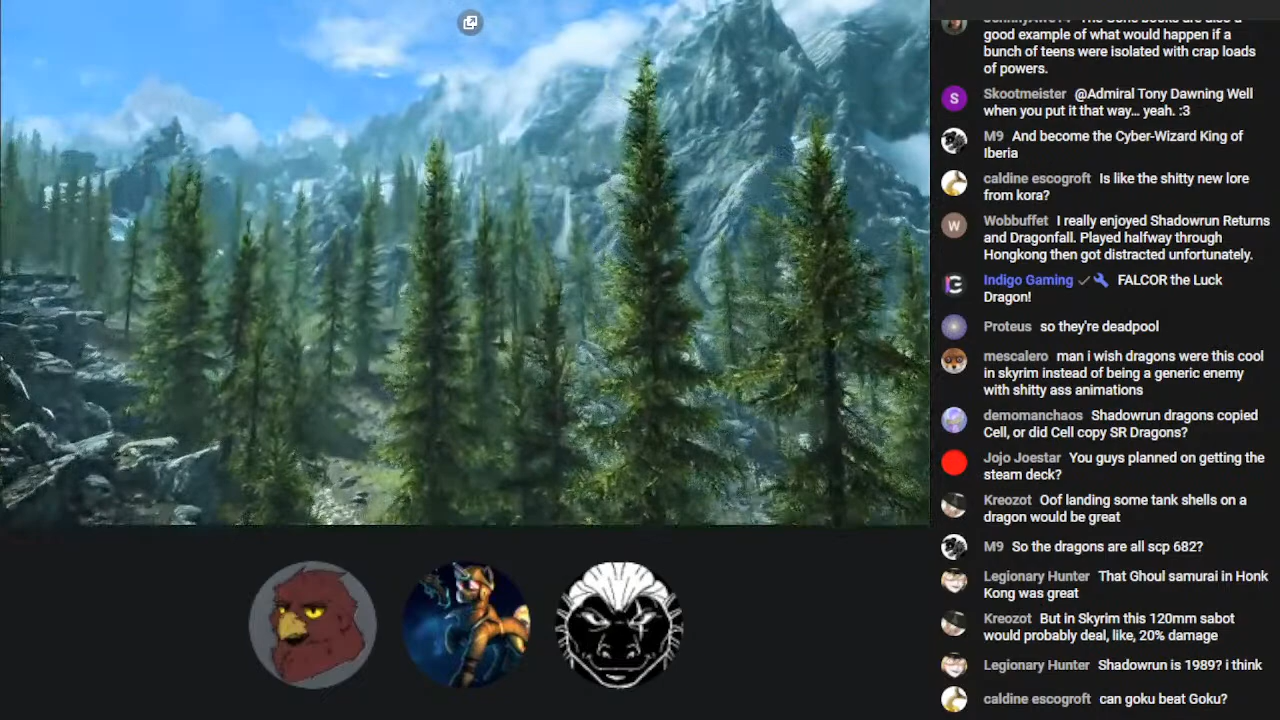 good example of what would happen if a
bunch of teens were isolated with crap loads
of powers.
S
Skootmeister @Admiral Tony Dawning Well
when you put it that way... yeah. :3
M9 And become the Cyber-Wizard King of
Iberia
caldine escogroft Is like the shitty new lore
from kora?
W
Wobbuffet I really enjoyed Shadowrun Returns
and Dragonfall. Played halfway through
Hongkong then got distracted unfortunately.
Indigo Gaming FALCOR the Luck
Dragon!
Proteus so they're deadpool
mescalero man i wish dragons were this cool
in skyrim instead of being a generic enemy
with shitty ass animations
demomanchaos Shadowrun dragons copied
Cell, or did Cell copy SR Dragons?
Jojo Joestar You guys planned on getting the
steam deck?
Kreozot Oof landing some tank shells on a
dragon would be great
M9 So the dragons are all scp 682?
Legionary Hunter That Ghoul samurai in Honk
Kong was great
Kreozot But in Skyrim this 120mm sabot
would probably deal, like, 20% damage
Legionary Hunter Shadowrun is 1989? i think
caldine escogroft can goku beat Goku?